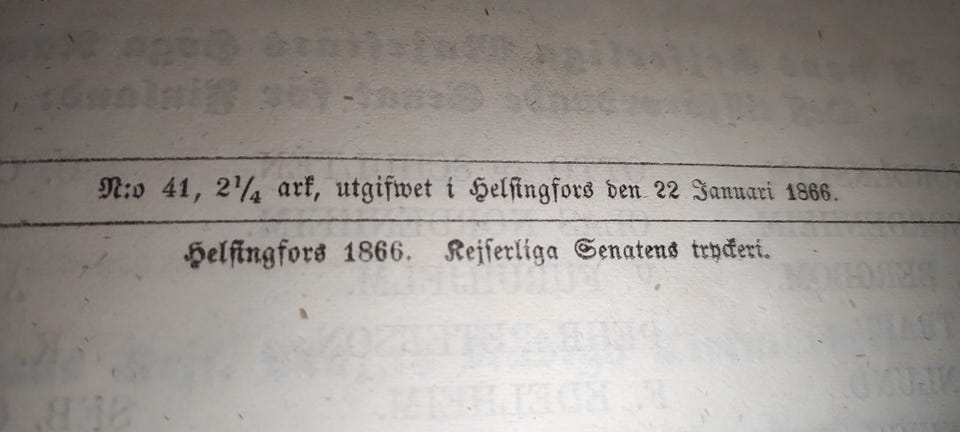 N:o 41, 2¹/₄ ark, utgifwet i Helsingfors den 22 Januari 1866.
Helsingfors 1866. Kejserliga Senatens tryckeri.